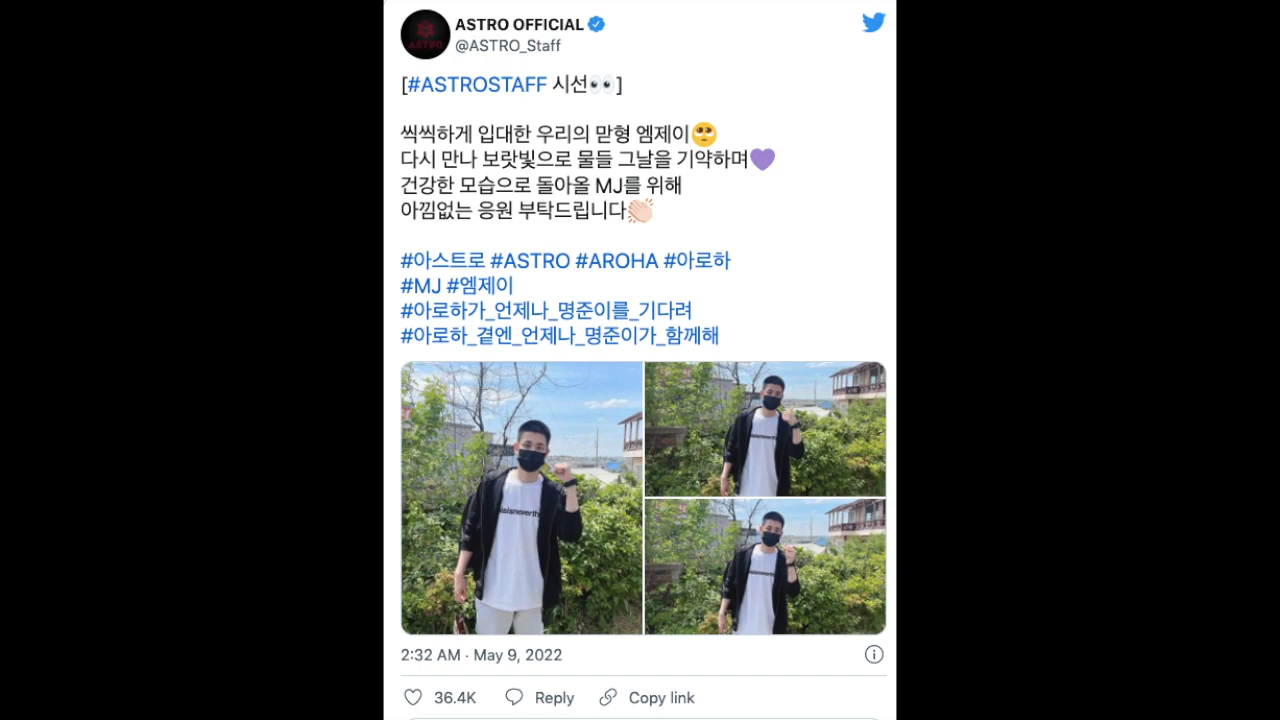 ASTRO OFFICIAL
@ASTRO_Staff
ASTRO
[#ASTROSTAFF 시선👀]
씩씩하게 입대한 우리의 맏형 엠제이🥺
다시 만나 보랏빛으로 물들 그날을 기약하며💜
건강한 모습으로 돌아올 MJ를 위해
아낌없는 응원 부탁드립니다👏🏻
#아스트로 #ASTRO #AROHA #아로하
#MJ #엠제이
#아로하가_언제나_명준이를_기다려
#아로하_곁엔_언제나_명준이가_함께해
2:32 AM · May 9, 2022
36.4K Reply Copy link